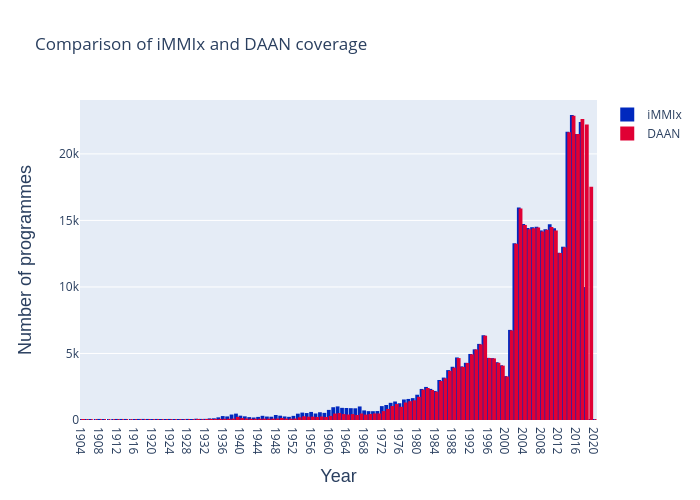 Comparison of iMMIx and DAAN coverage
iMMIx
DAAN
Number of programmes
20k
15k
10k
5k
0
1904 1908 1912 1916 1920 1924 1928 1932 1936 1940 1944 1948 1952 1956 1960 1964 1968 1972 1976 1980 1984 1988 1992 1996 2000 2004 2008 2012 2016 2020
Year